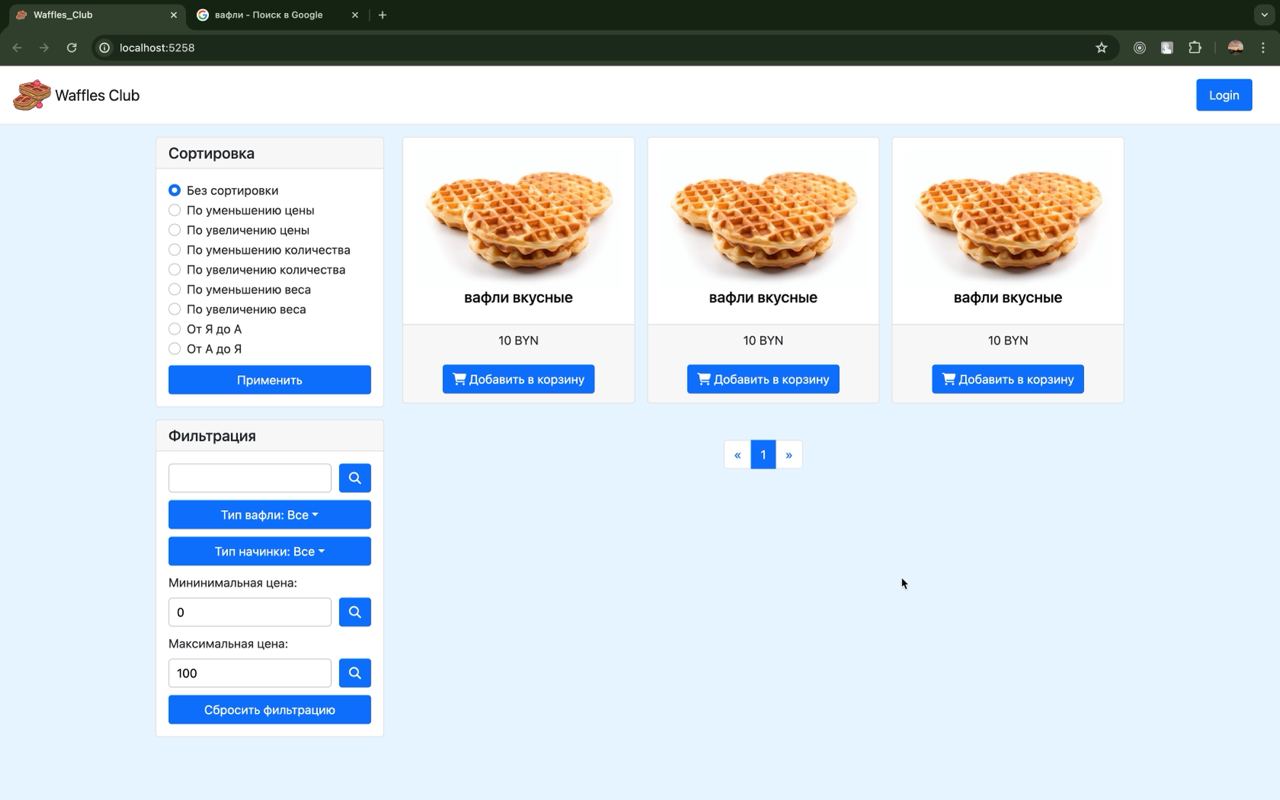 Waffles_Club
вафли - Поиск в Google
localhost:5258
Waffles Club
Login
Сортировка
Без сортировки
По уменьшению цены
По увеличению цены
По уменьшению количества
По увеличению количества
По уменьшению веса
По увеличению веса
От Я до А
От А до Я
Применить
Фильтрация
Тип вафли: Все
Тип начинки: Все
Мининимальная цена:
0
Максимальная цена:
100
Сбросить фильтрацию
вафли вкусные
10 BYN
Добавить в корзину
вафли вкусные
10 BYN
Добавить в корзину
вафли вкусные
10 BYN
Добавить в корзину
« 1 »